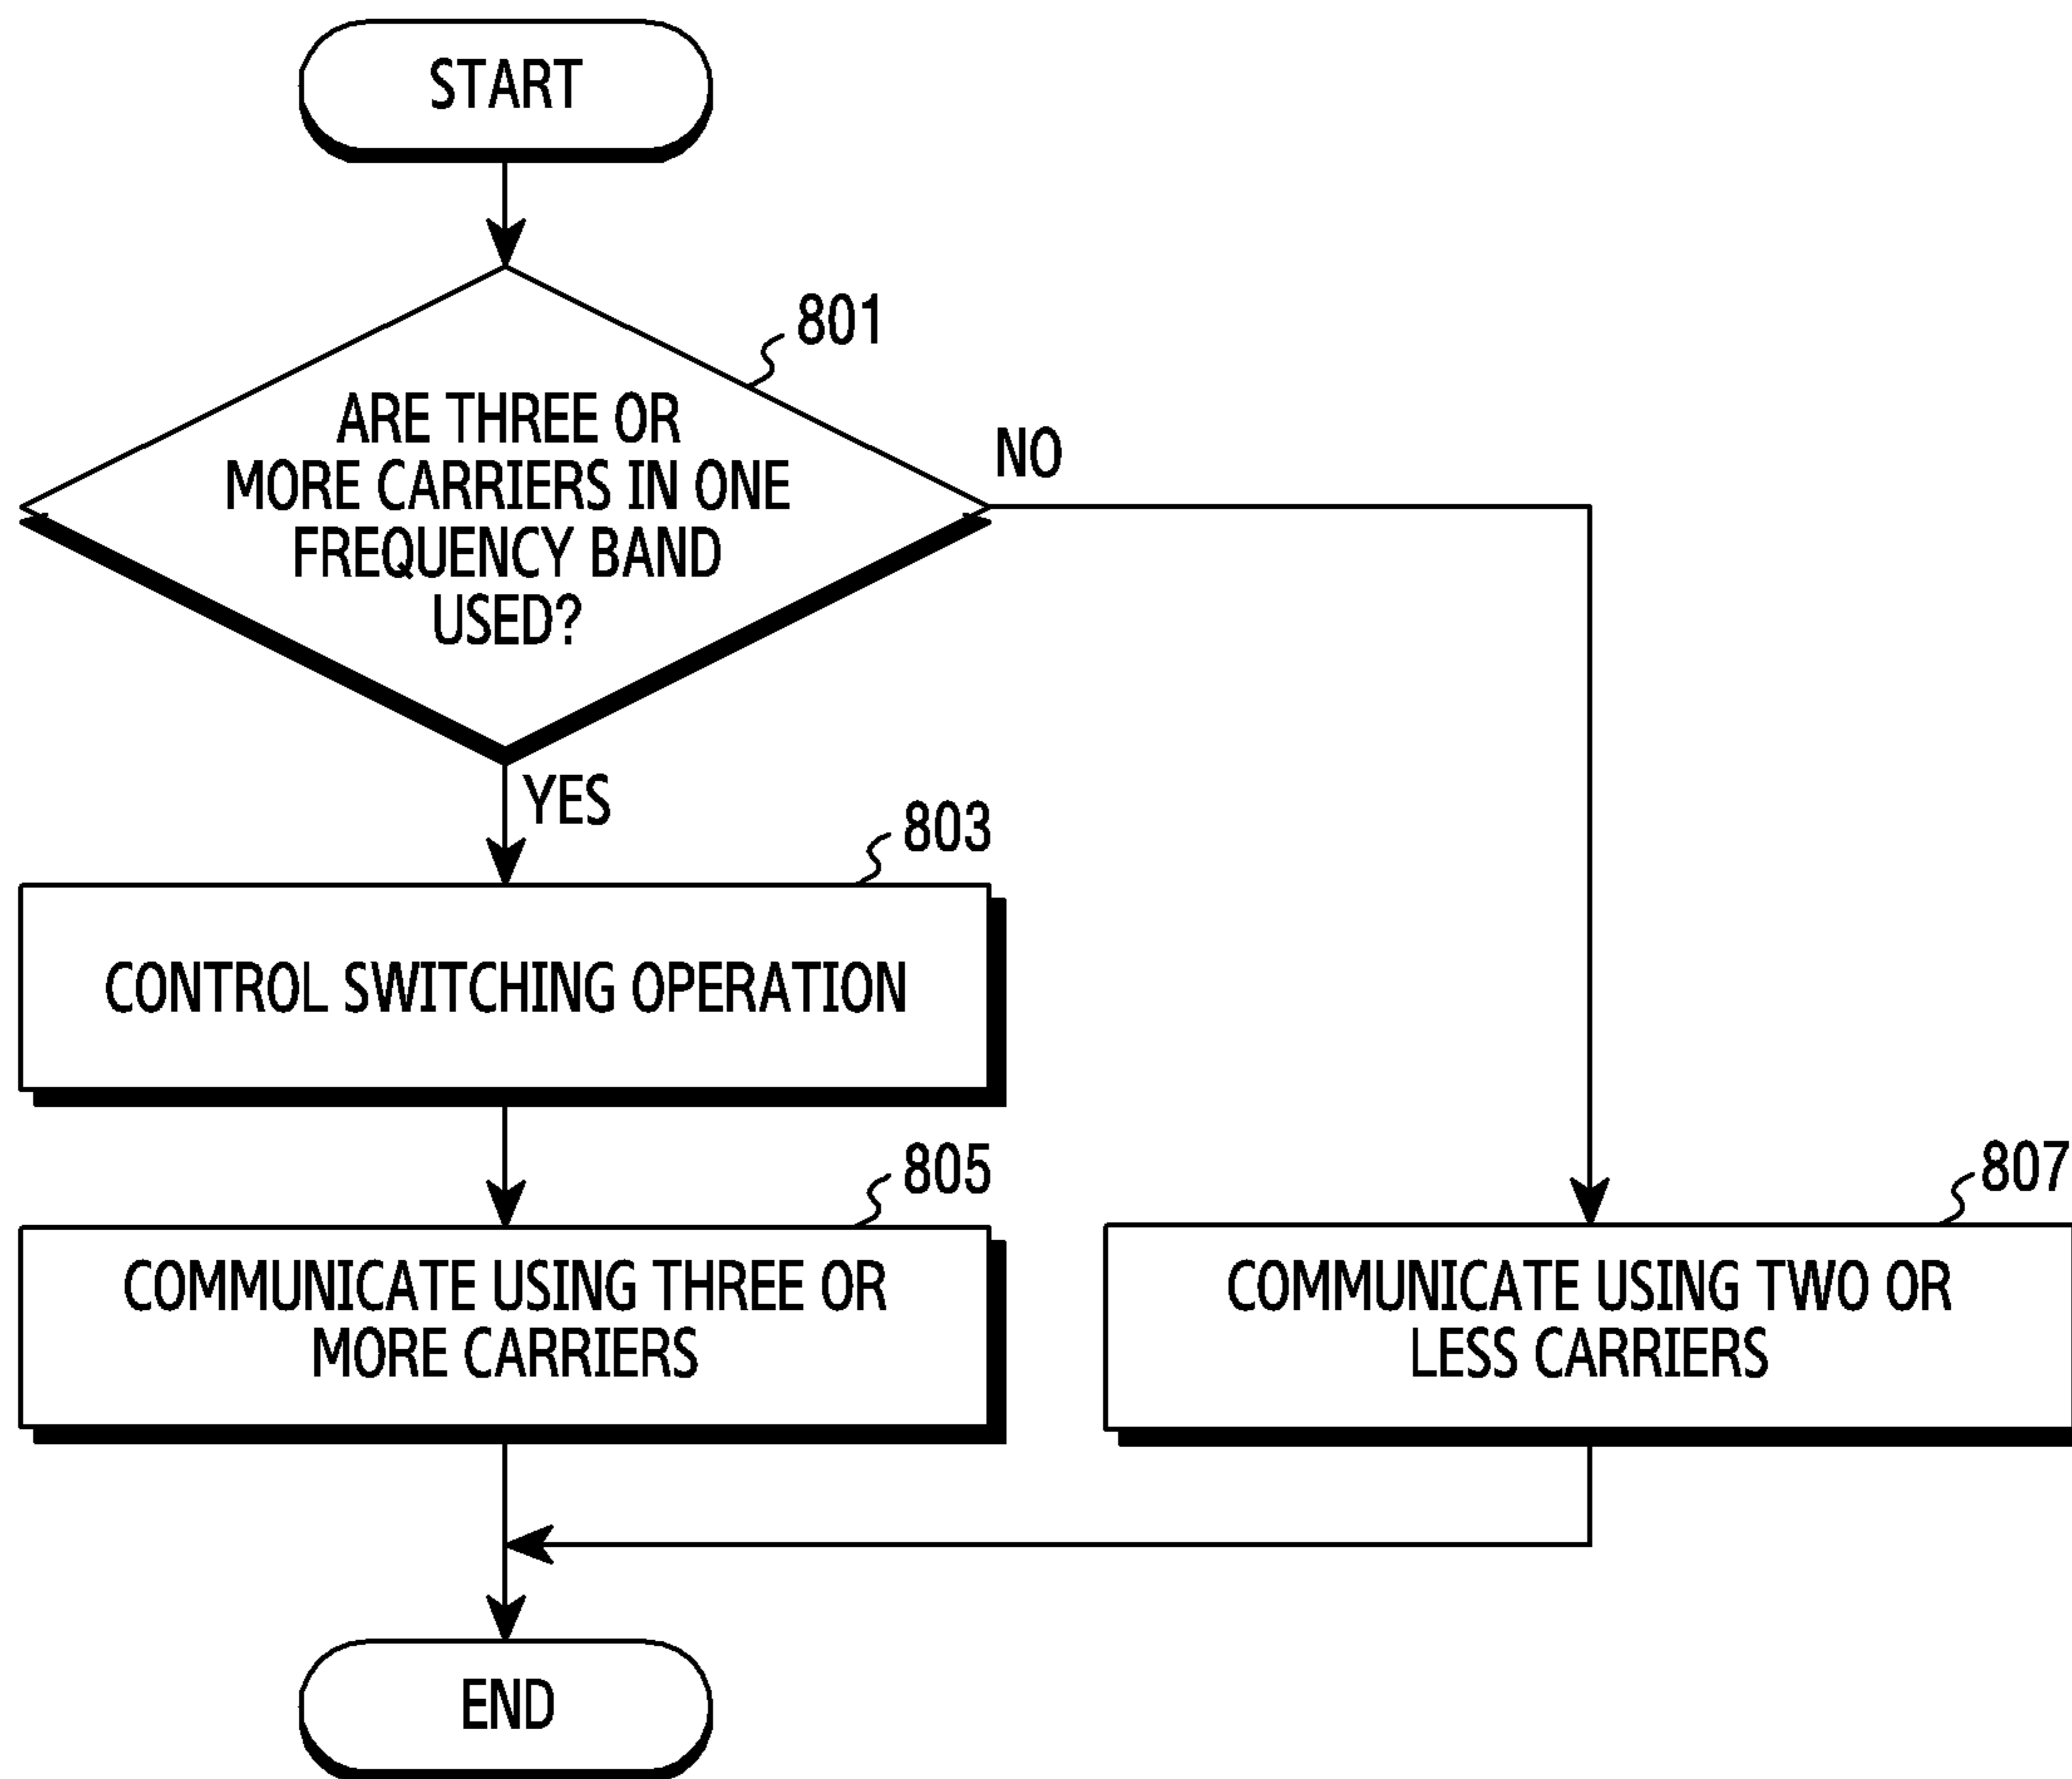 START
801
ARE THREE OR
MORE CARRIERS IN ONE
FREQUENCY BAND
USED?
NO
YES
803
CONTROL SWITCHING OPERATION
805
COMMUNICATE USING THREE OR
MORE CARRIERS
807
COMMUNICATE USING TWO OR
LESS CARRIERS
END